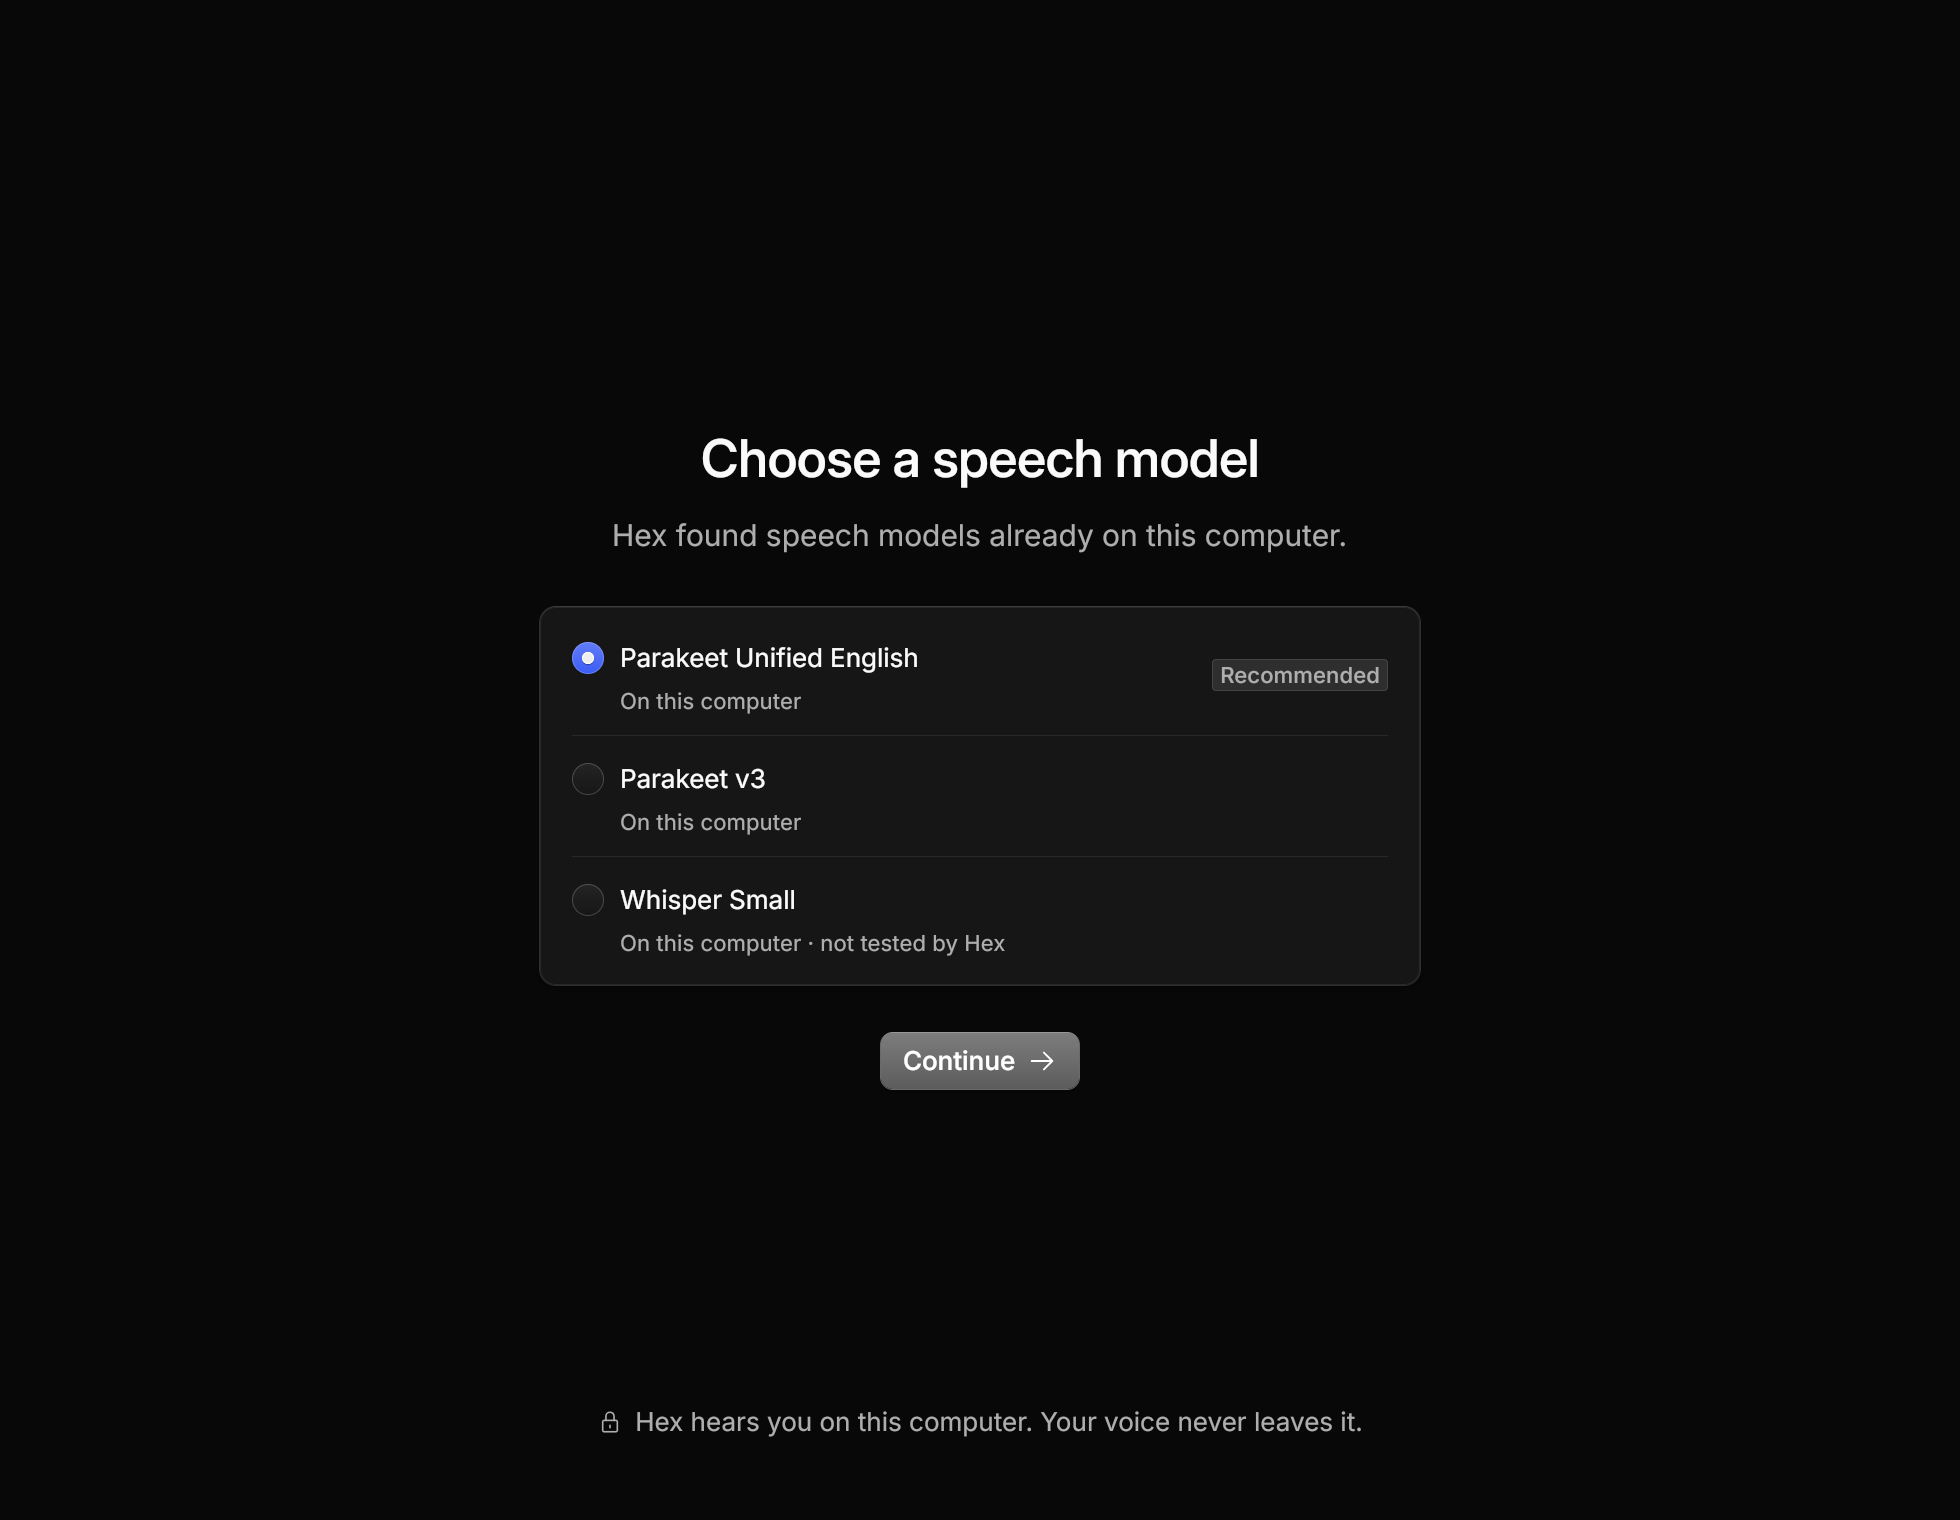 Choose a speech model
Hex found speech models already on this computer.
Parakeet Unified English
Recommended
On this computer
Parakeet v3
On this computer
Whisper Small
On this computer · not tested by Hex
Continue →
Hex hears you on this computer. Your voice never leaves it.